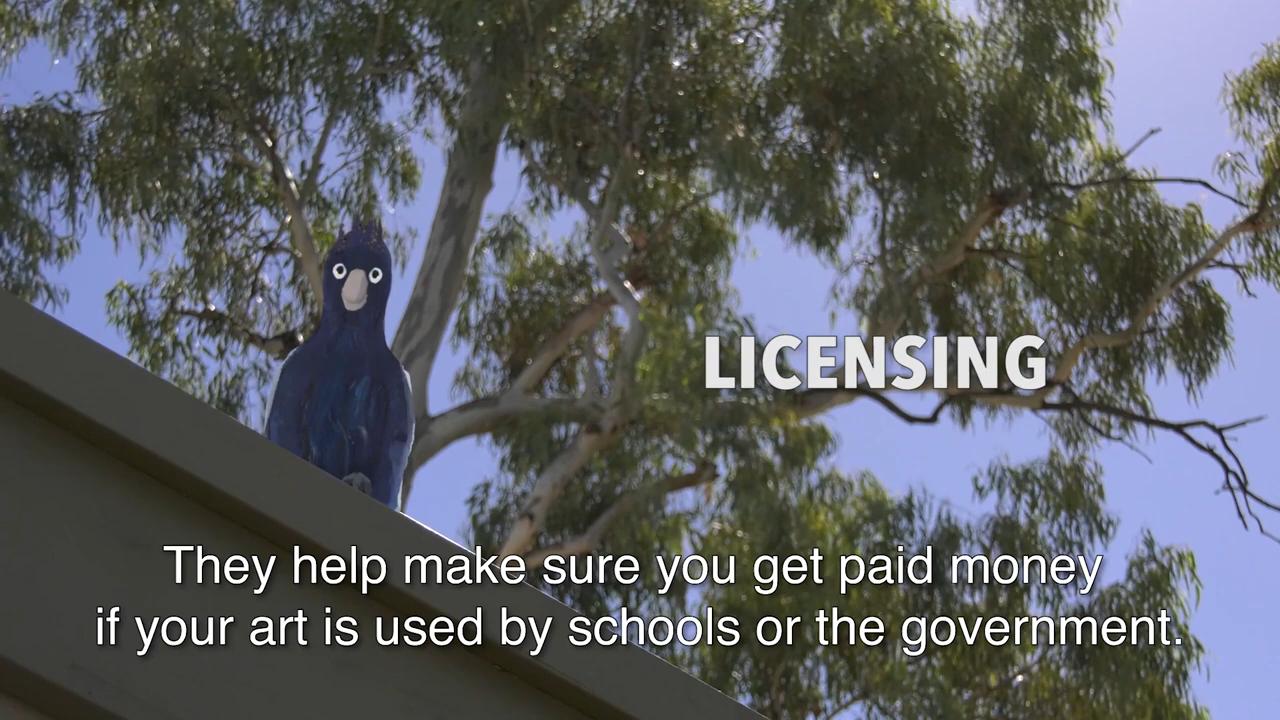 LICENSING
They help make sure you get paid money
if your art is used by schools or the government.